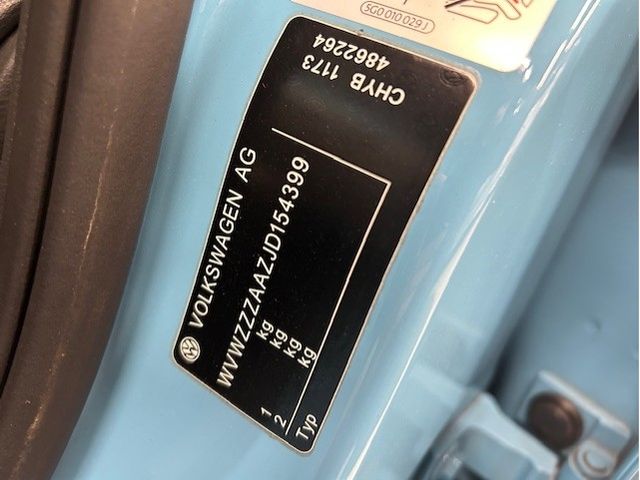 5G0 010 029 J
CHYB 1173
4862264
VOLKSWAGEN AG
WVWZZZAAZJD154399
kg
kg
1 kg
2 kg
Typ